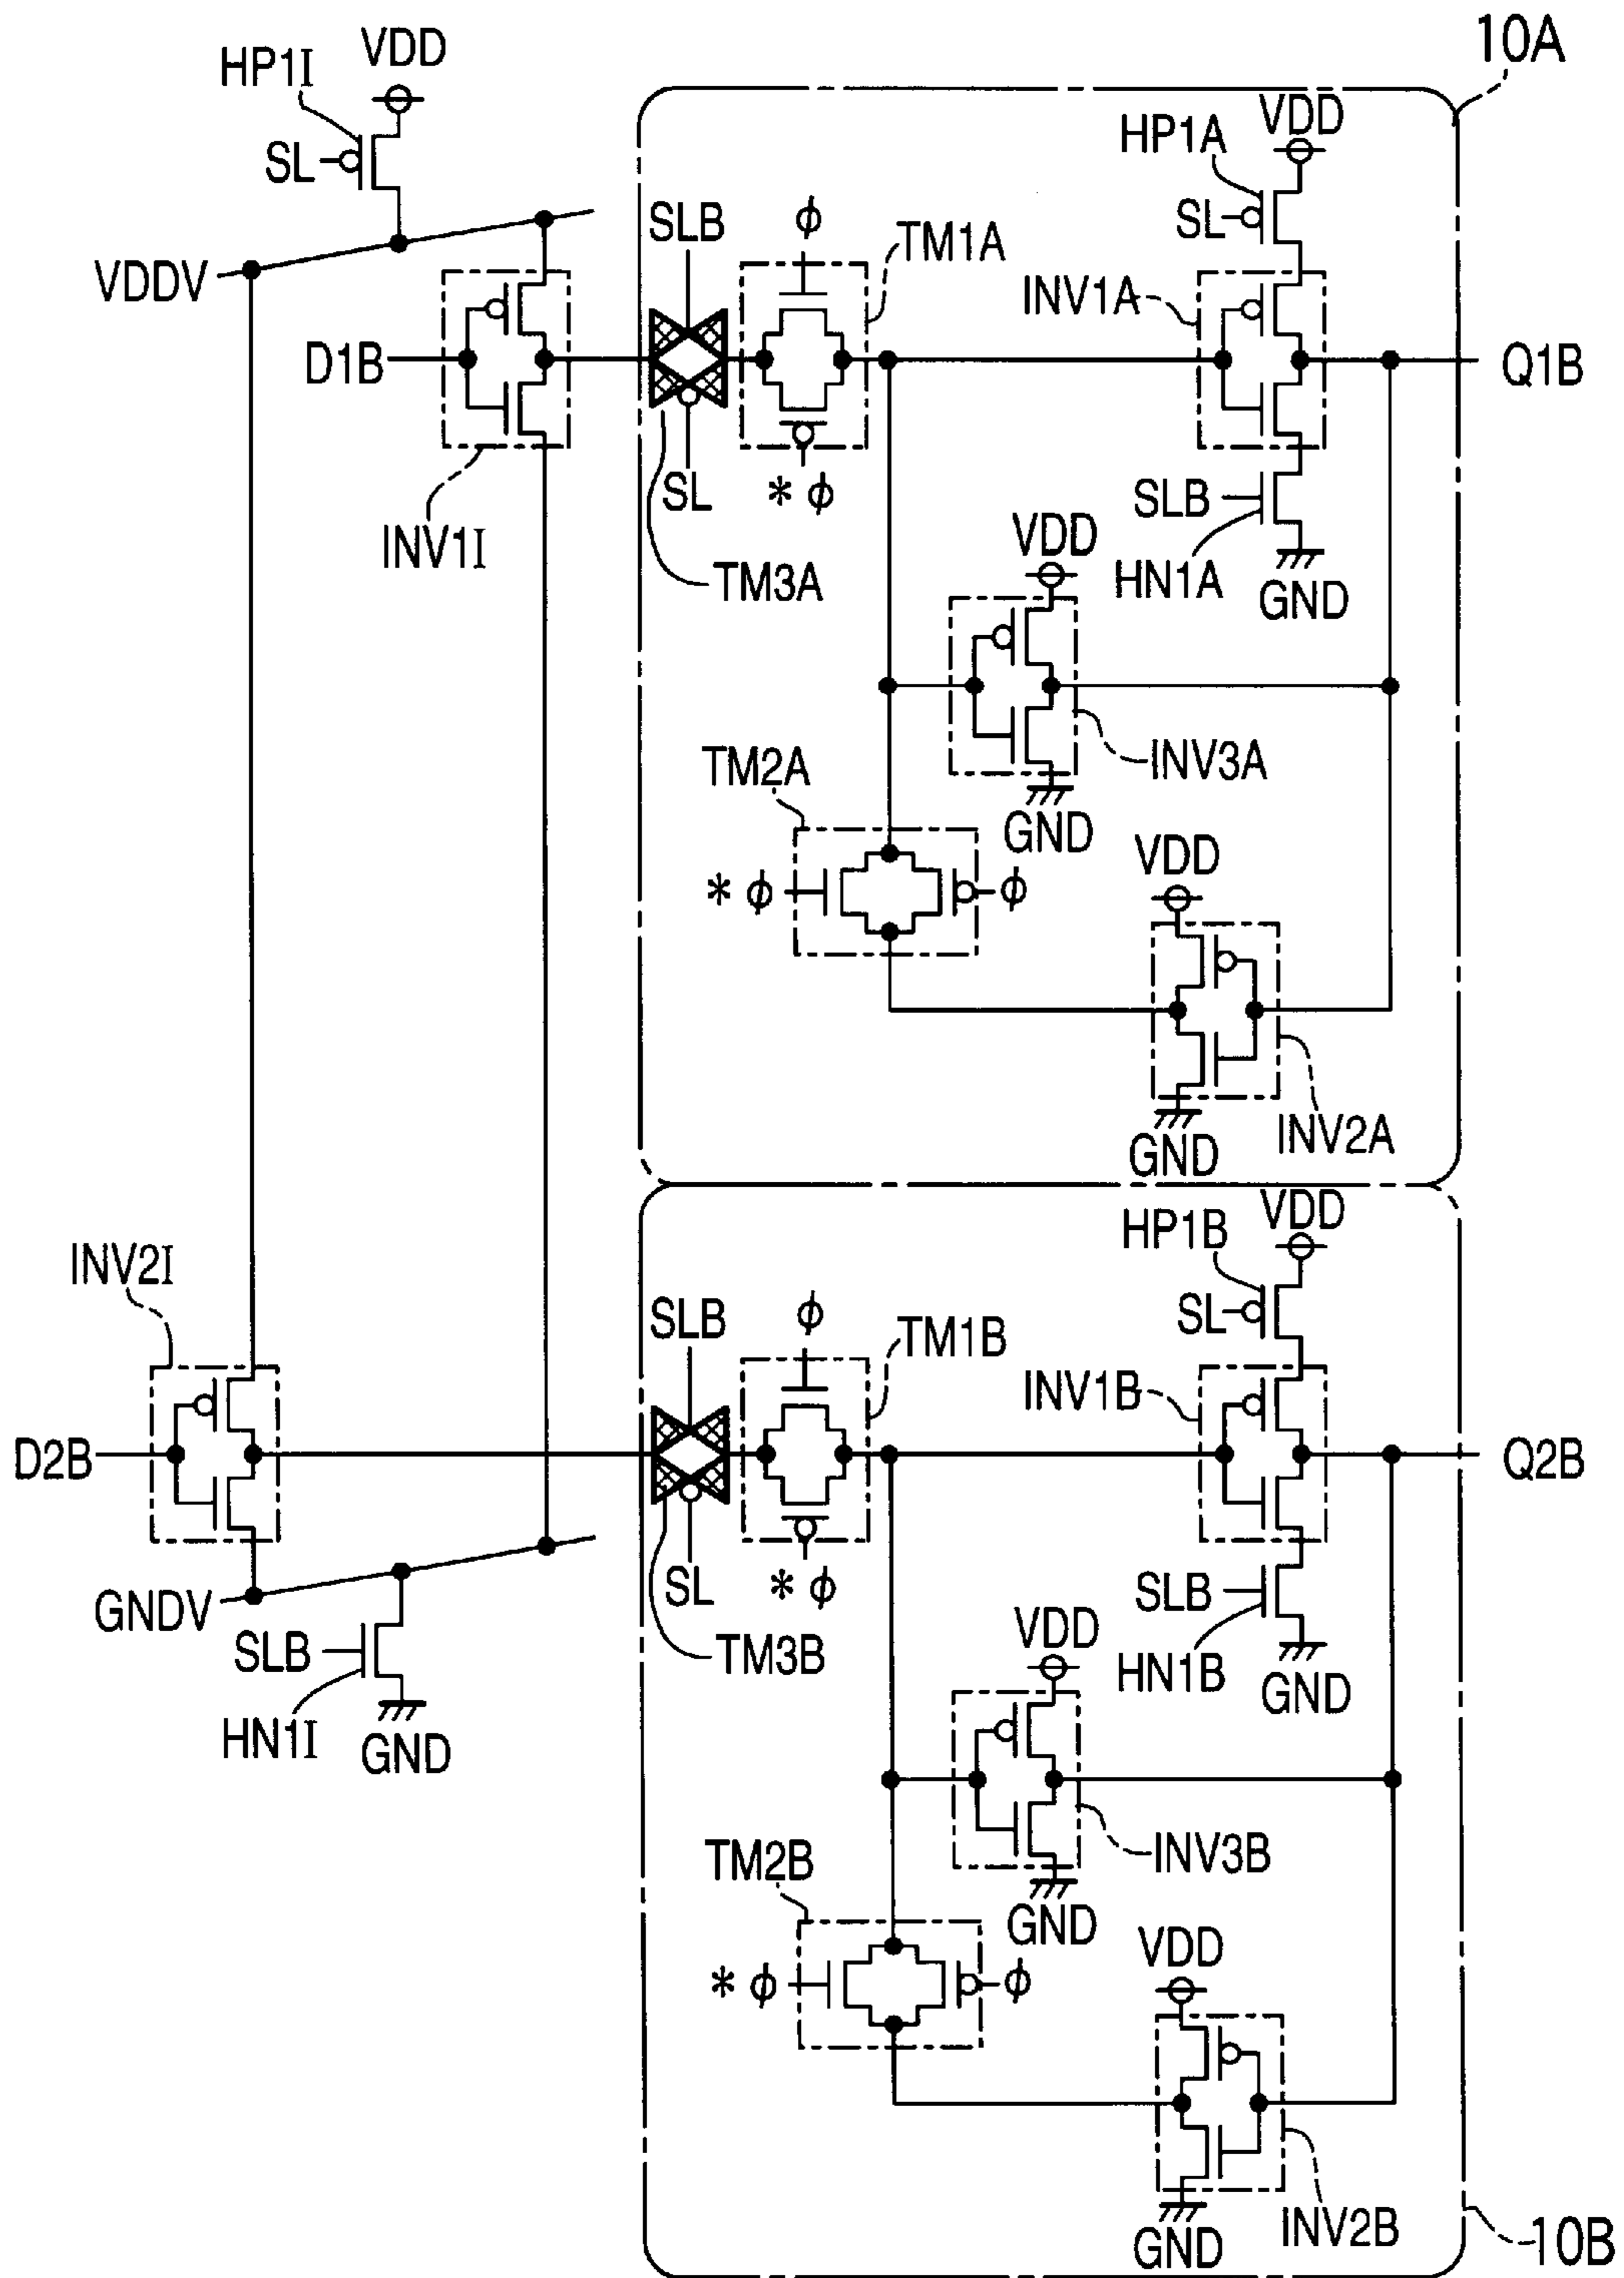 10A
VDD
HP1I
SL
VDDV
D1B
INV1I
SLB
ϕ
TM1A
SL
* ϕ
TM3A
VDD
HP1A
SL
INV1A
Q1B
SLB
HN1A
GND
VDD
INV3A
GND
TM2A
* ϕ
ϕ
VDD
GND
INV2A
INV2I
D2B
GNDV
SLB
HN1I
GND
SLB
ϕ
TM1B
SL
* ϕ
TM3B
VDD
HP1B
SL
INV1B
Q2B
SLB
HN1B
GND
VDD
INV3B
GND
TM2B
* ϕ
ϕ
VDD
GND
INV2B
10B